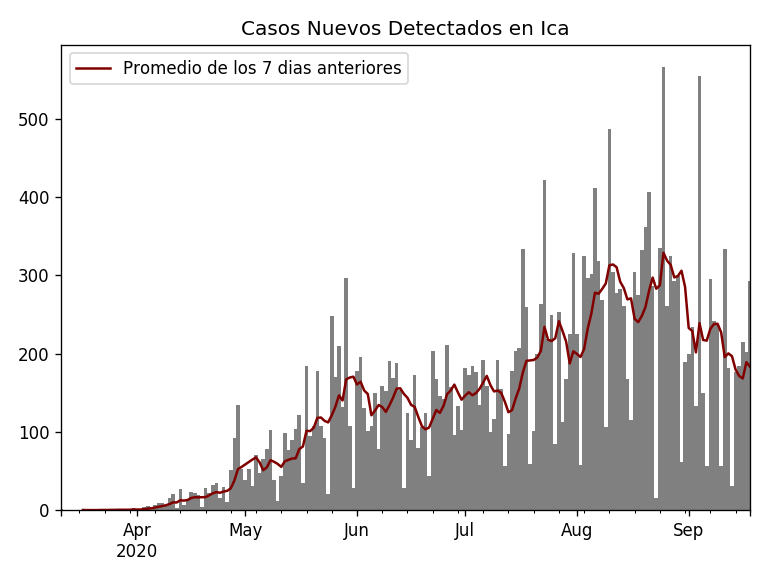 Casos Nuevos Detectados en Ica
Promedio de los 7 dias anteriores
500
400
300
200
100
0
Apr May Jun Jul Aug Sep
2020